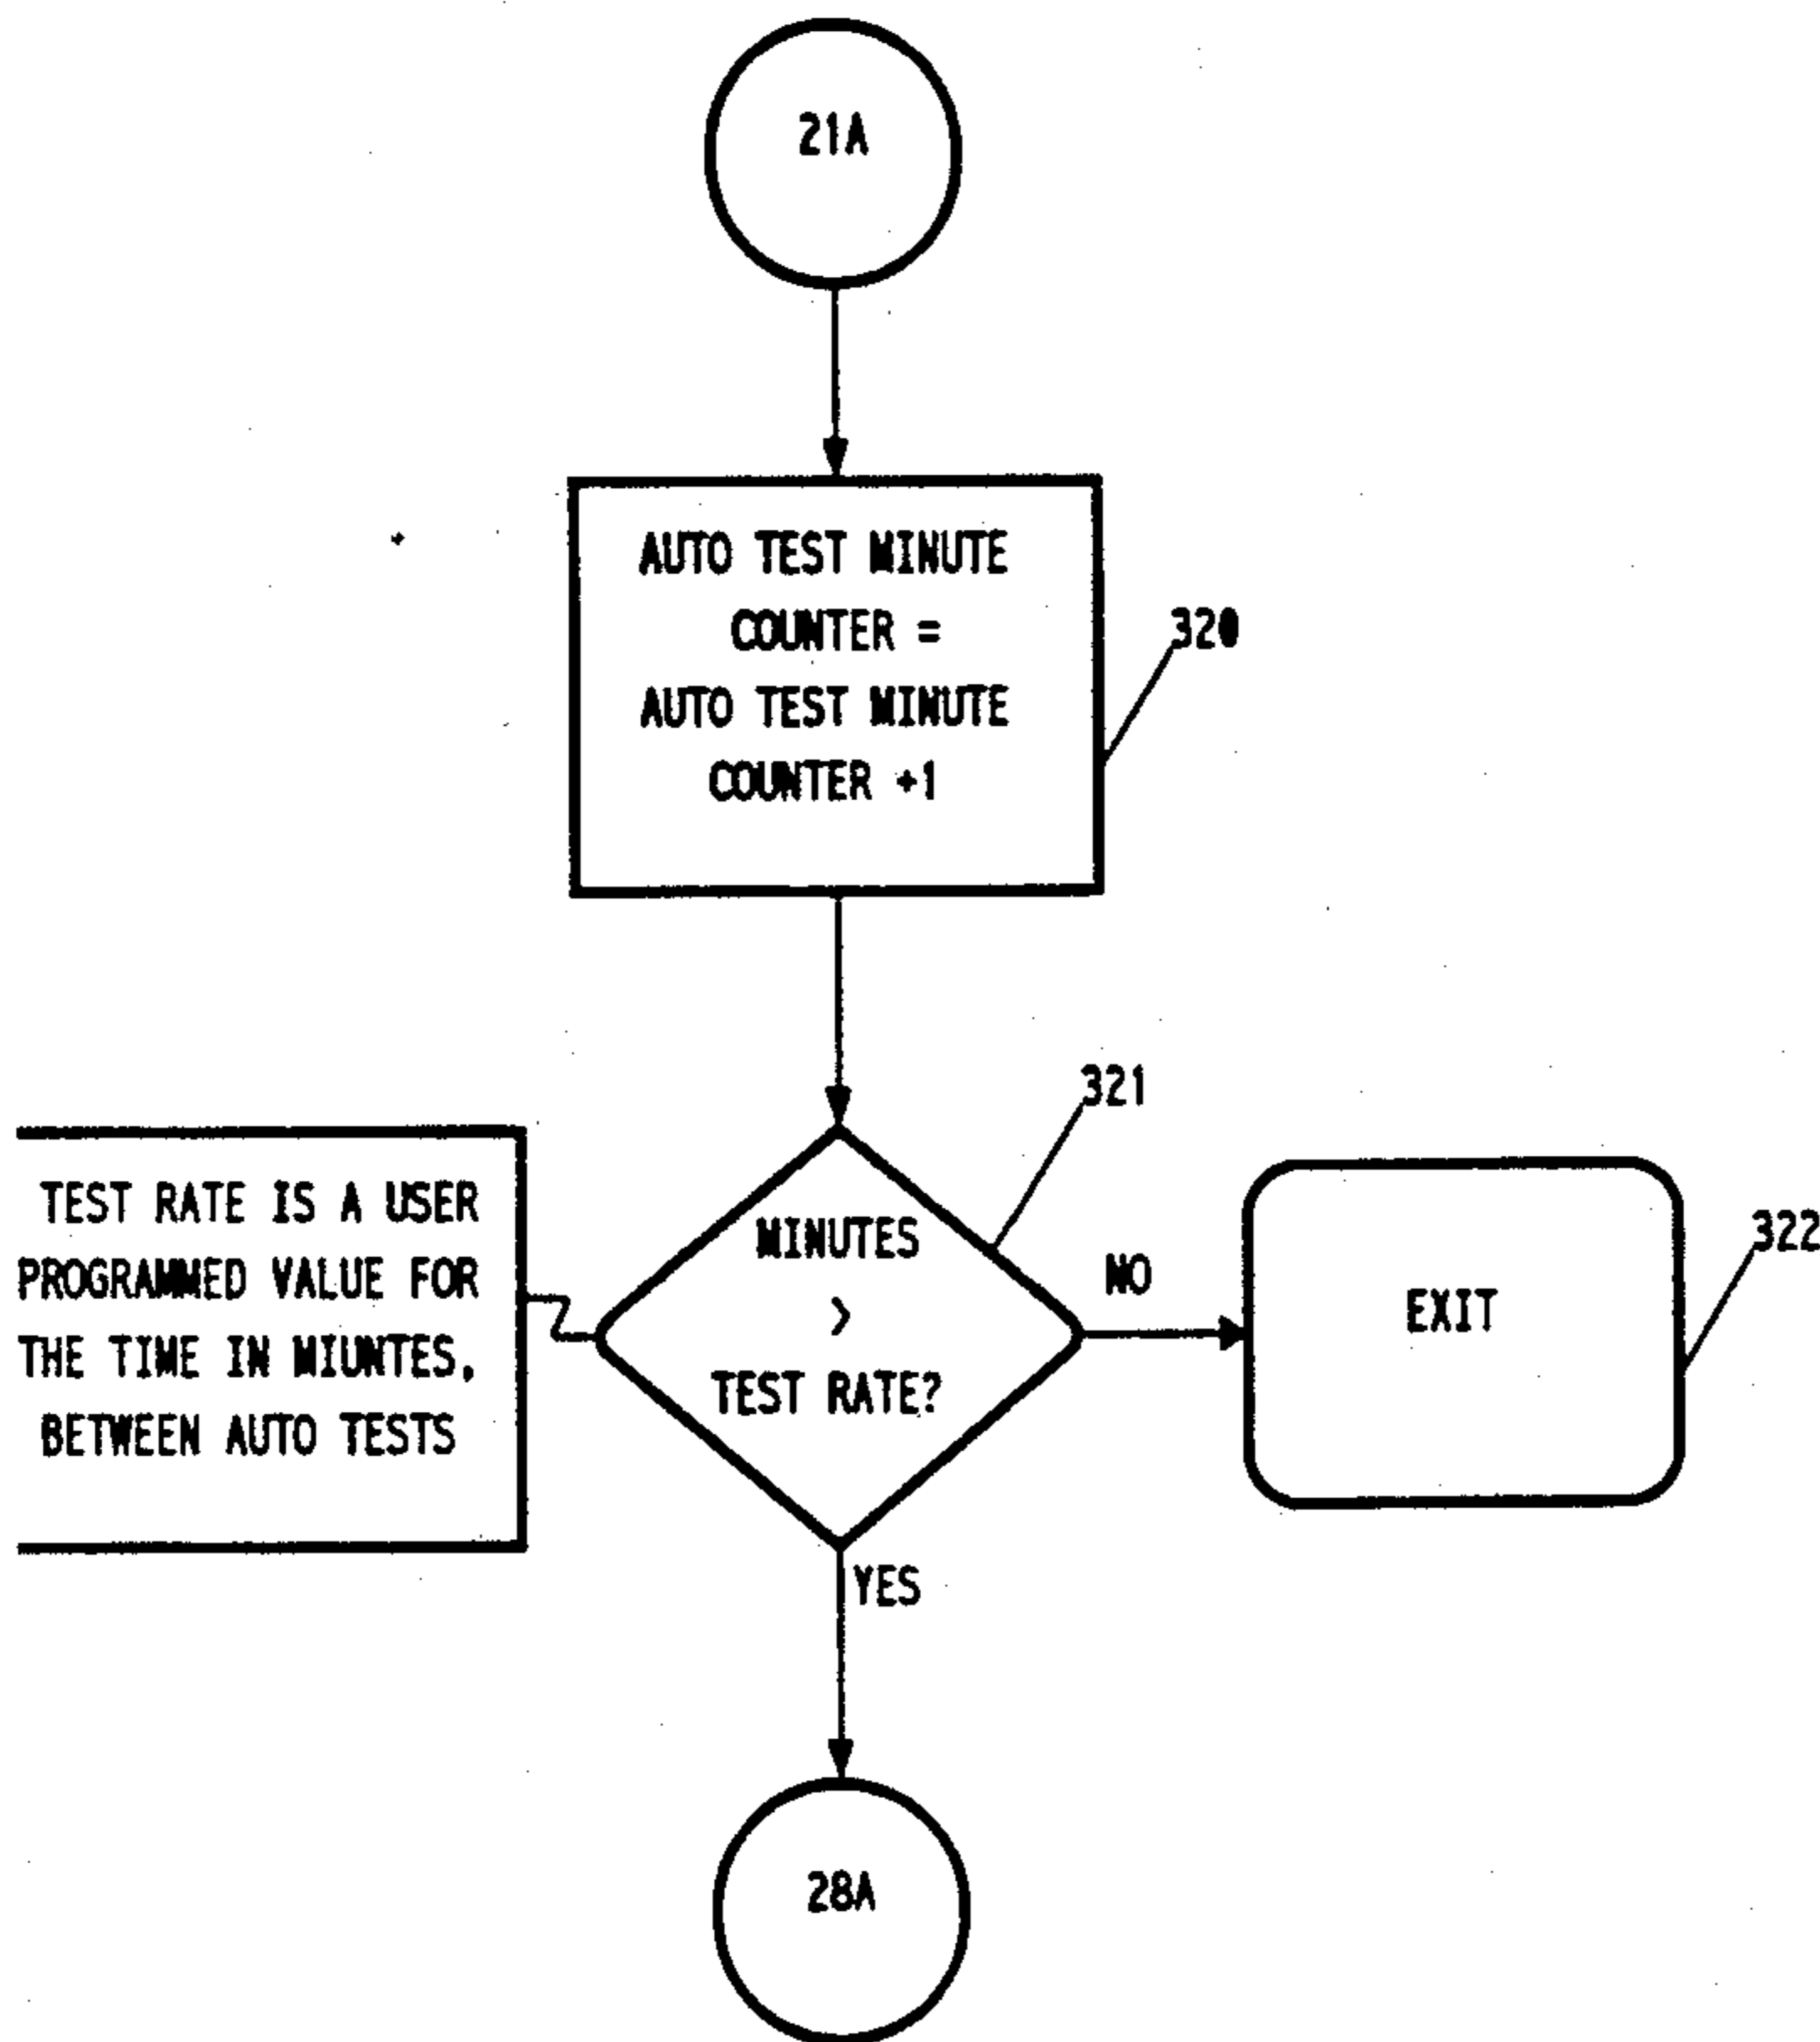 21A
AUTO TEST MINUTE
COUNTER =
AUTO TEST MINUTE
COUNTER +1
320
321
TEST RATE IS A USER
PROGRAMMED VALUE FOR
THE TIME IN MIUNTES,
BETWEEN AUTO TESTS
MINUTES
>
TEST RATE?
NO
EXIT
322
YES
28A